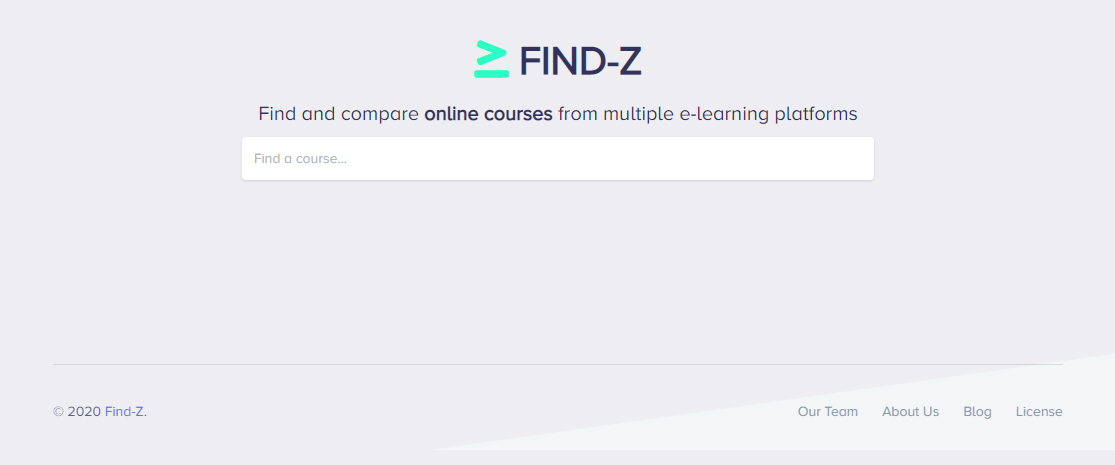 FIND-Z
Find and compare online courses from multiple e-learning platforms
Find a course...
© 2020 Find-Z.
Our Team About Us Blog License